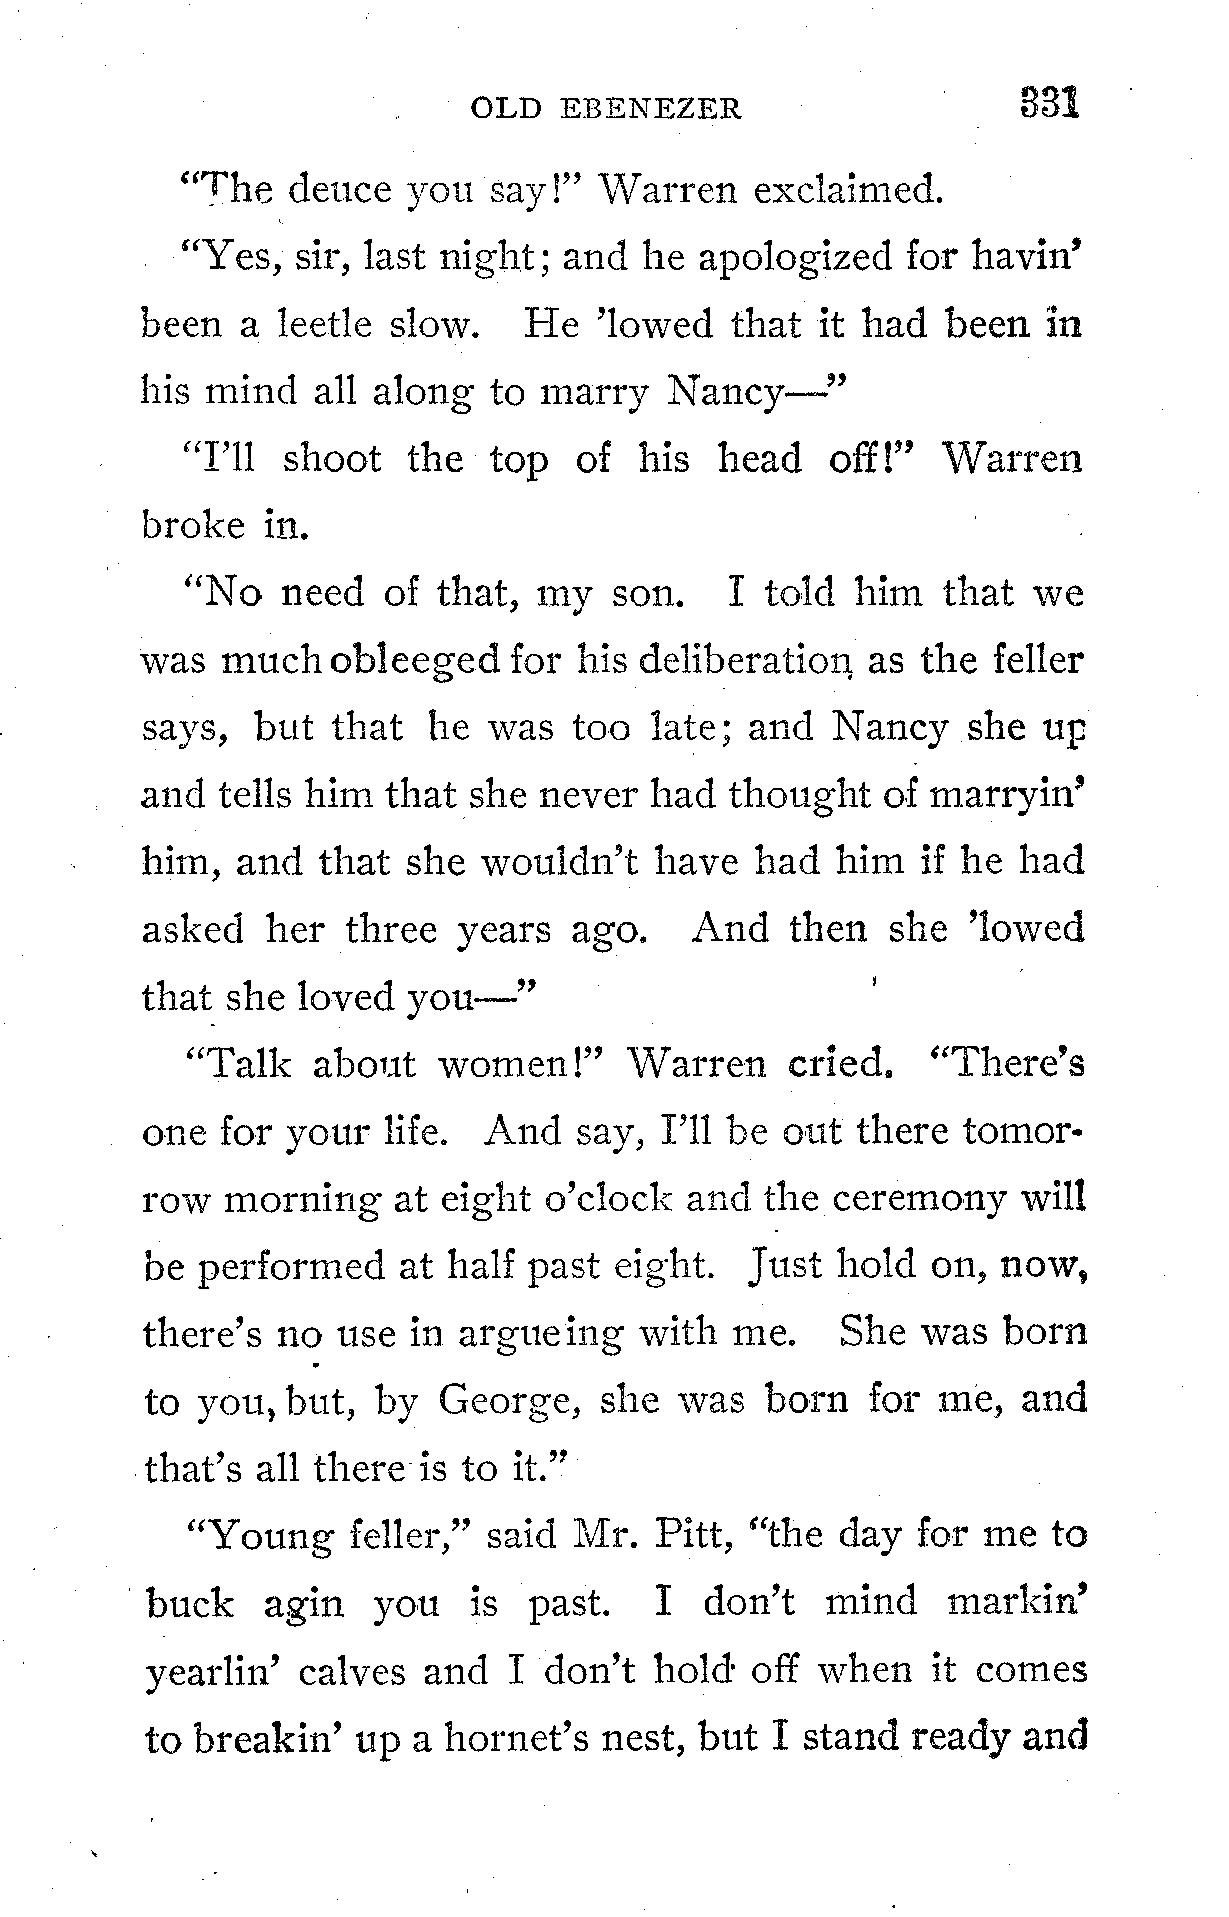 OLD EBENEZER 331
“The deuce you say!” Warren exclaimed.
“Yes, sir, last night; and he apologized for havin’
been a leetle slow. He ’lowed that it had been in
his mind all along to marry Nancy—”
“I’ll shoot the top of his head off!” Warren
broke in.
“No need of that, my son. I told him that we
was much obleeged for his deliberation, as the feller
says, but that he was too late; and Nancy she up
and tells him that she never had thought of marryin’
him, and that she wouldn’t have had him if he had
asked her three years ago. And then she ’lowed
that she loved you—”
“Talk about women!” Warren cried. “There’s
one for your life. And say, I’ll be out there tomor-
row morning at eight o’clock and the ceremony will
be performed at half past eight. Just hold on, now,
there’s no use in argueing with me. She was born
to you, but, by George, she was born for me, and
that’s all there is to it.”
“Young feller,” said Mr. Pitt, “the day for me to
buck agin you is past. I don’t mind markin’
yearlin’ calves and I don’t hold off when it comes
to breakin’ up a hornet’s nest, but I stand ready and